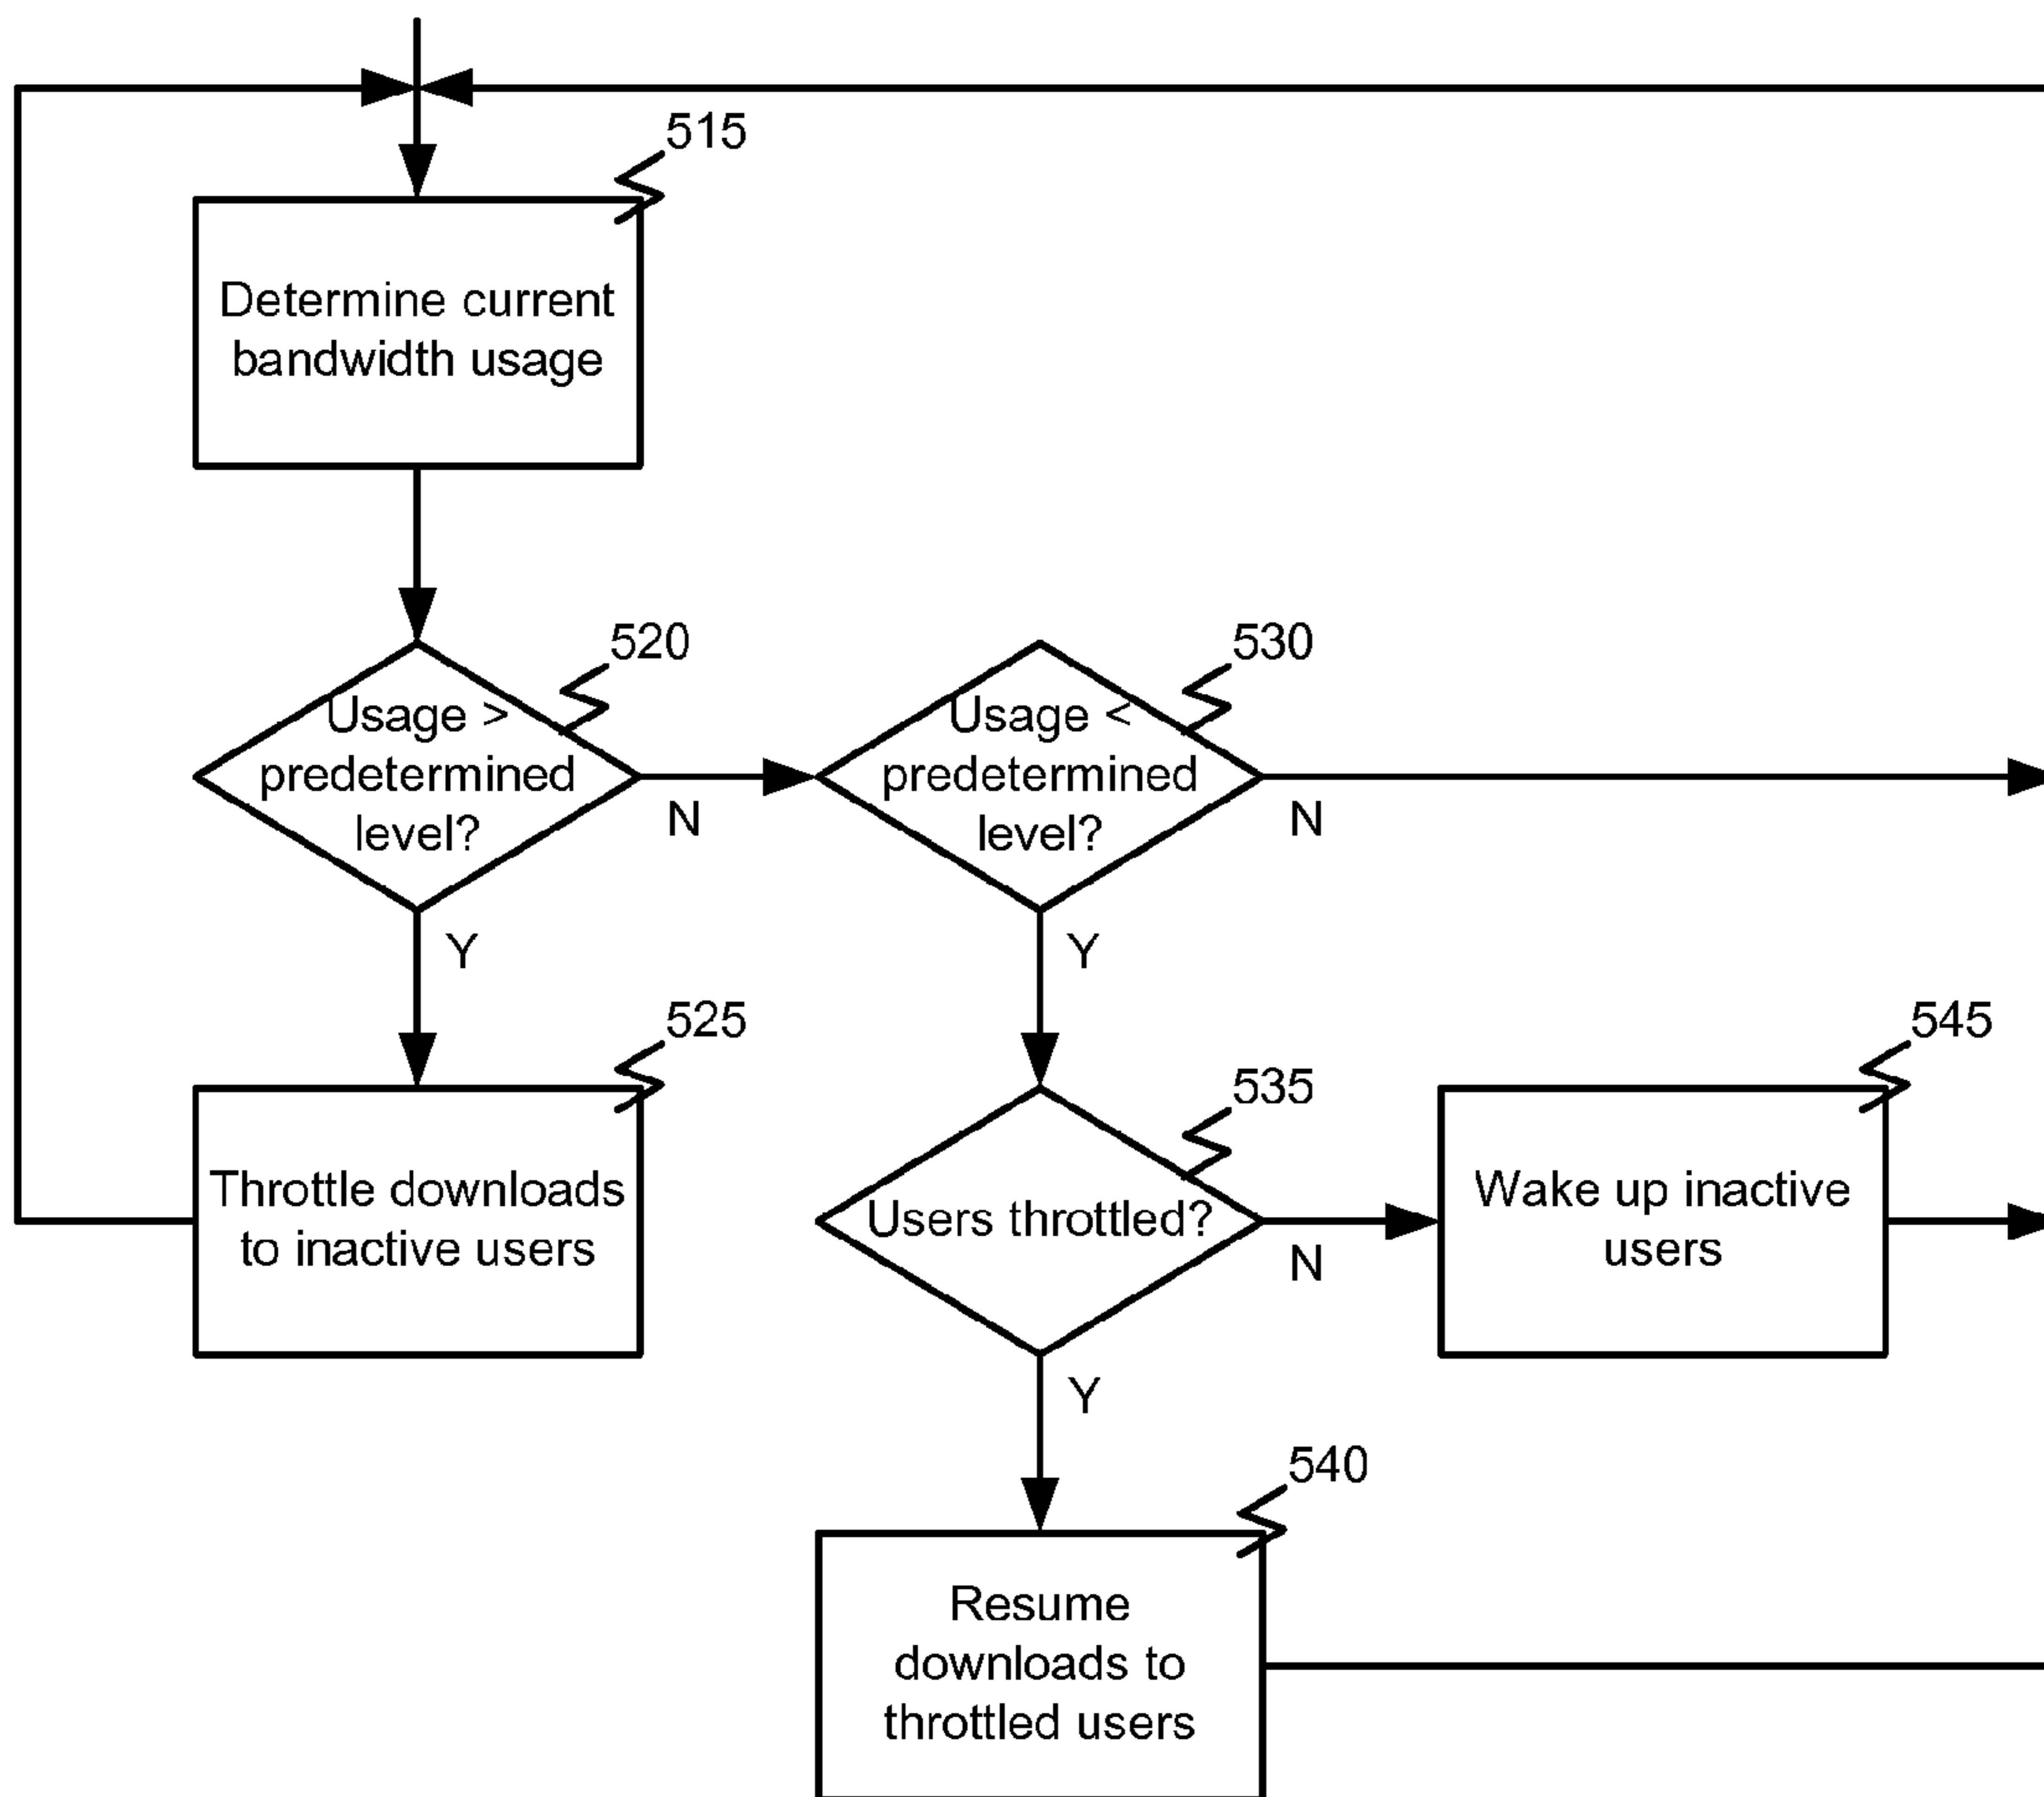 515
Determine current
bandwidth usage
520
Usage >
predetermined
level?
N
Y
530
Usage <
predetermined
level?
N
Y
525
Throttle downloads
to inactive users
535
Users throttled?
N
Y
545
Wake up inactive
users
540
Resume
downloads to
throttled users